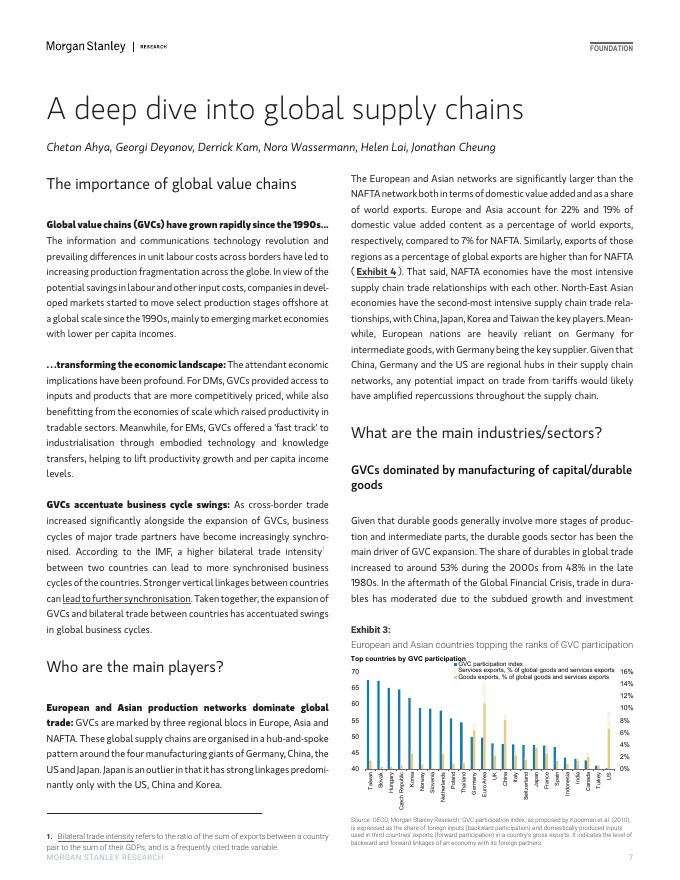 Morgan Stanley | RESEARCH
FOUNDATION
A deep dive into global supply chains
Chetan Ahya, Georgi Deyanov, Derrick Kam, Nora Wassermann, Helen Lai, Jonathan Cheung
The importance of global value chains
Global value chains (GVCs) have grown rapidly since the 1990s...
The information and communications technology revolution and
prevailing differences in unit labour costs across borders have led to
increasing production fragmentation across the globe. In view of the
potential savings in labour and other input costs, companies in devel-
oped markets started to move select production stages offshore at
a global scale since the 1990s, mainly to emerging market economies
with lower per capita incomes.
...transforming the economic landscape: The attendant economic
implications have been profound. For DMs, GVCs provided access to
inputs and products that are more competitively priced, while also
benefitting from the economies of scale which raised productivity in
tradable sectors. Meanwhile, for EMs, GVCs offered a 'fast track' to
industrialisation through embodied technology and knowledge
transfers, helping to lift productivity growth and per capita income
levels.
GVCs accentuate business cycle swings: As cross-border trade
increased significantly alongside the expansion of GVCs, business
cycles of major trade partners have become increasingly synchro-
nised. According to the IMF, a higher bilateral trade intensity1
between two countries can lead to more synchronised business
cycles of the countries. Stronger vertical linkages between countries
can lead to further synchronisation. Taken together, the expansion of
GVCs and bilateral trade between countries has accentuated swings
in global business cycles.
Who are the main players?
European and Asian production networks dominate global
trade: GVCs are marked by three regional blocs in Europe, Asia and
NAFTA. These global supply chains are organised in a hub-and-spoke
pattern around the four manufacturing giants of Germany, China, the
US and Japan. Japan is an outlier in that it has strong linkages predomi-
nantly only with the US, China and Korea.
1. Bilateral trade intensity refers to the ratio of the sum of exports between a country
pair to the sum of their GDPs, and is a frequently cited trade variable.
The European and Asian networks are significantly larger than the
NAFTA network both in terms of domestic value added and as a share
of world exports. Europe and Asia account for 22% and 19% of
domestic value added content as a percentage of world exports,
respectively, compared to 7% for NAFTA. Similarly, exports of those
regions as a percentage of global exports are higher than for NAFTA
( Exhibit 4 ). That said, NAFTA economies have the most intensive
supply chain trade relationships with each other. North-East Asian
economies have the second-most intensive supply chain trade rela-
tionships, with China, Japan, Korea and Taiwan the key players. Mean-
while, European nations are heavily reliant on Germany for
intermediate goods, with Germany being the key supplier. Given that
China, Germany and the US are regional hubs in their supply chain
networks, any potential impact on trade from tariffs would likely
have amplified repercussions throughout the supply chain.
What are the main industries/sectors?
GVCs dominated by manufacturing of capital/durable
goods
Given that durable goods generally involve more stages of produc-
tion and intermediate parts, the durable goods sector has been the
main driver of GVC expansion. The share of durables in global trade
increased to around 53% during the 2000s from 48% in the late
1980s. In the aftermath of the Global Financial Crisis, trade in dura-
bles has moderated due to the subdued growth and investment
Exhibit 3:
European and Asian countries topping the ranks of GVC participation
Top countries by GVC participation
GVC participation index
Services exports, % of global goods and services exports
Goods exports, % of global goods and services exports
70
65
60
55
50
45
40
16%
14%
12%
10%
8%
6%
4%
2%
0%
Taiwan
Slovak
Hungary
Czech Republic
Korea
Norway
Slovenia
Netherlands
Poland
Thailand
Germany
Euro Area
UK
China
Italy
Switzerland
Japan
France
Spain
Indonesia
India
Canada
Turkey
US
Source: OECD, Morgan Stanley Research; GVC participation index, as proposed by Koopman et al. (2010),
is expressed as the share of foreign inputs (backward participation) and domestically produced inputs
used in third countries' exports (forward participation) in a country's gross exports. It indicates the level of
backward and forward linkages of an economy with its foreign partners.
MORGAN STANLEY RESEARCH
7